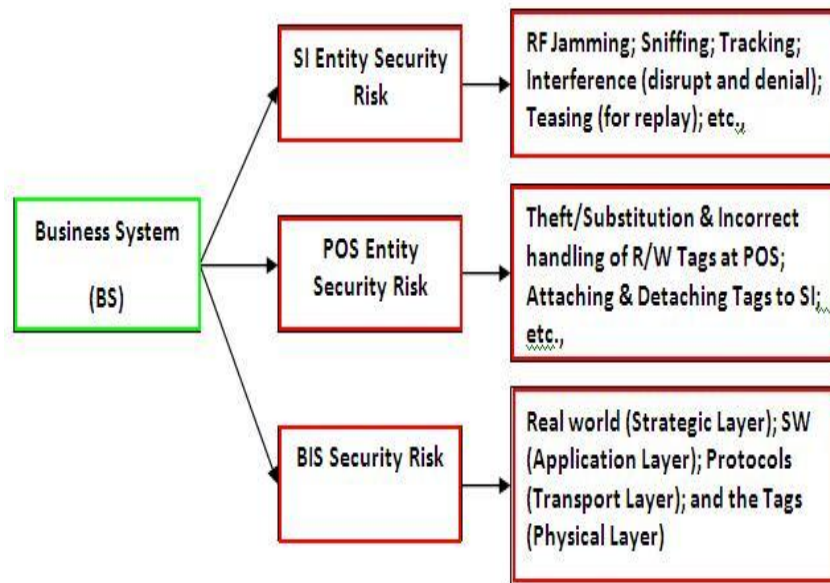 Business System
(BS)
SI Entity Security
Risk
RF Jamming; Sniffing; Tracking;
Interference (disrupt and denial);
Teasing (for replay); etc.,
POS Entity
Security Risk
Theft/Substitution & Incorrect
handling of R/W Tags at POS;
Attaching & Detaching Tags to SI;
etc.,
BIS Security Risk
Real world (Strategic Layer); SW
(Application Layer); Protocols
(Transport Layer); and the Tags
(Physical Layer)